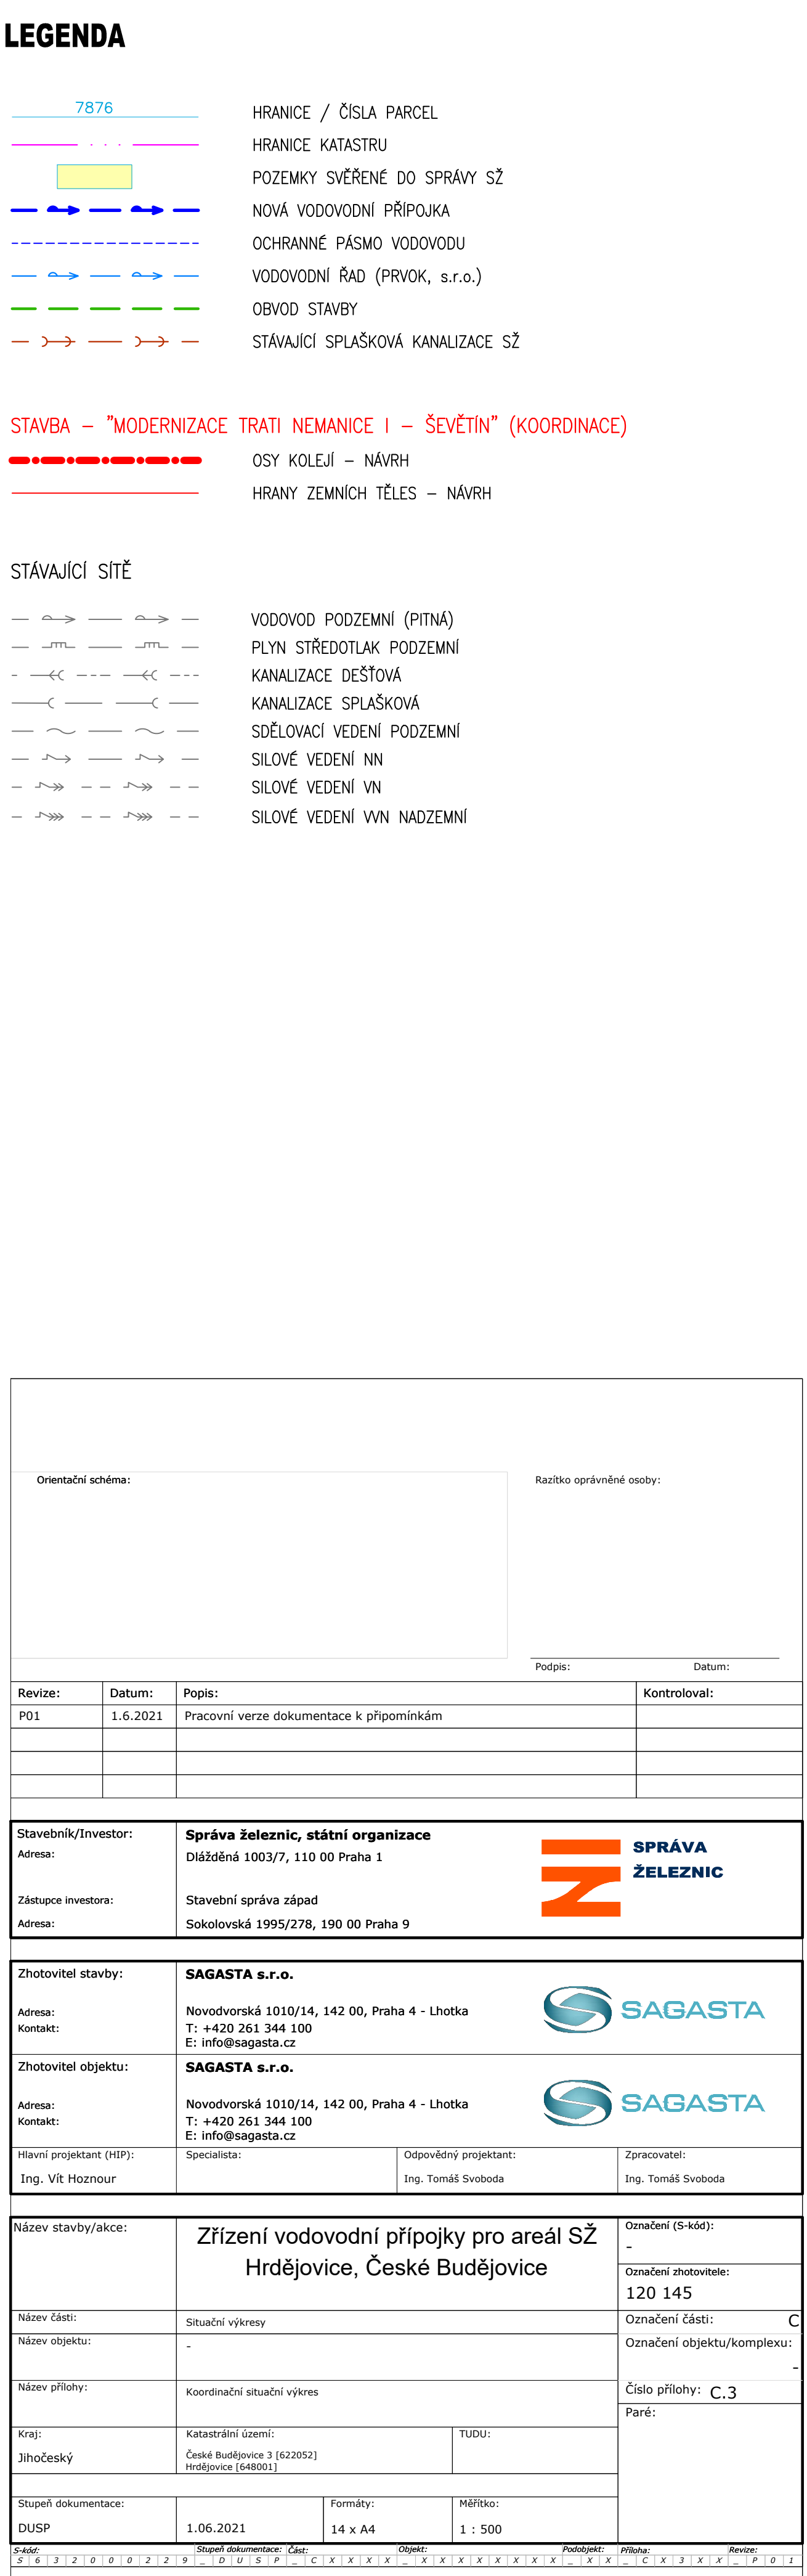 LEGENDA
7876
HRANICE / ČÍSLA PARCEL
HRANICE KATASTRU
POZEMKY SVĚŘENÉ DO SPRÁVY SŽ
NOVÁ VODOVODNÍ PŘÍPOJKA
OCHRANNÉ PÁSMO VODOVODU
VODOVODNÍ ŘAD (PRVOK, s.r.o.)
OBVOD STAVBY
STÁVAJÍCÍ SPLAŠKOVÁ KANALIZACE SŽ
STAVBA – "MODERNIZACE TRATI NEMANICE I – ŠEVĚTÍN" (KOORDINACE)
OSY KOLEJÍ – NÁVRH
HRANY ZEMNÍCH TĚLES – NÁVRH
STÁVAJÍCÍ SÍTĚ
VODOVOD PODZEMNÍ (PITNÁ)
PLYN STŘEDOTLAK PODZEMNÍ
KANALIZACE DEŠŤOVÁ
KANALIZACE SPLAŠKOVÁ
SDĚLOVACÍ VEDENÍ PODZEMNÍ
SILOVÉ VEDENÍ NN
SILOVÉ VEDENÍ VN
SILOVÉ VEDENÍ VVN NADZEMNÍ
Orientační schéma: Razítko oprávněné osoby:
Podpis: Datum:
Revize: Datum: Popis: Kontroloval:
P01 1.6.2021 Pracovní verze dokumentace k připomínkám
Stavebník/Investor: Správa železnic, státní organizace
Adresa: Dlážděná 1003/7, 110 00 Praha 1
SPRÁVA
ŽELEZNIC
Zástupce investora: Stavební správa západ
Adresa: Sokolovská 1995/278, 190 00 Praha 9
Zhotovitel stavby: SAGASTA s.r.o.
Adresa: Novodvorská 1010/14, 142 00, Praha 4 - Lhotka
Kontakt: T: +420 261 344 100
E: info@sagasta.cz
SAGASTA
Zhotovitel objektu: SAGASTA s.r.o.
Adresa: Novodvorská 1010/14, 142 00, Praha 4 - Lhotka
Kontakt: T: +420 261 344 100
E: info@sagasta.cz
SAGASTA
Hlavní projektant (HIP): Specialista: Odpovědný projektant: Zpracovatel:
Ing. Vít Hoznour Ing. Tomáš Svoboda Ing. Tomáš Svoboda
Název stavby/akce: Zřízení vodovodní přípojky pro areál SŽ
Hrdějovice, České Budějovice
Označení (S-kód):
-
Označení zhotovitele:
120 145
Název části: Situační výkresy Označení části: C
Název objektu: - Označení objektu/komplexu:
-
Název přílohy: Koordinační situační výkres Číslo přílohy: C.3
Paré:
Kraj: Katastrální území: TUDU:
Jihočeský České Budějovice 3 [622052]
Hrdějovice [648001]
Stupeň dokumentace: Formáty: Měřítko:
DUSP 1.06.2021 14 x A4 1 : 500
S-kód: Stupeň dokumentace: Část: Objekt: Podobjekt: Příloha: Revize:
S 6 3 2 0 0 0 2 2 9 _ D U S P _ C X X X X _ X X X X X X X X _ X X _ C X 3 X X _ P 0 1